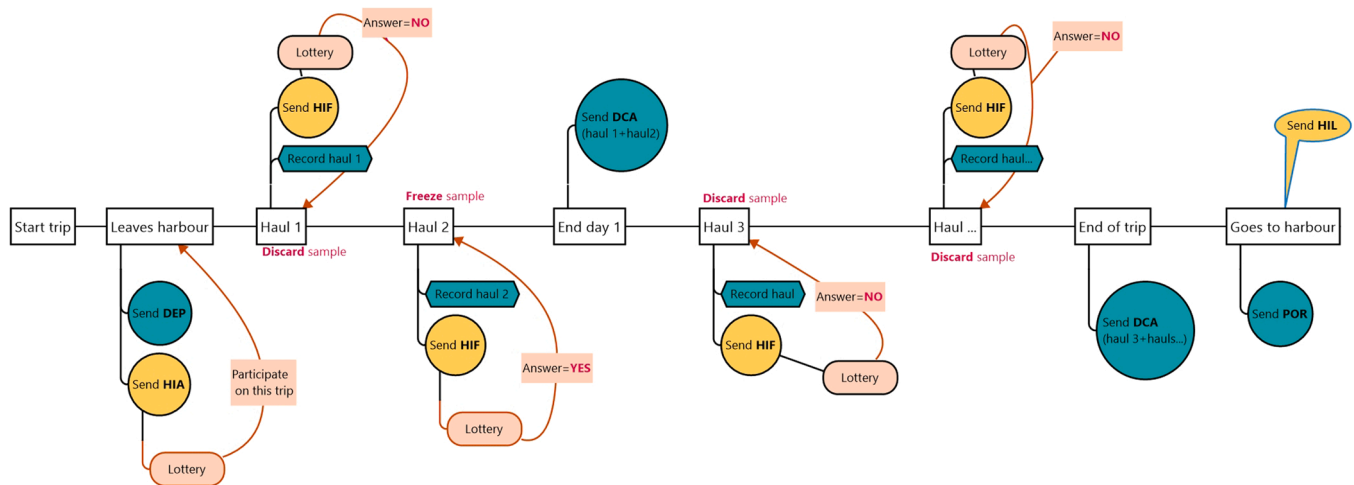 Answer=NO
Lottery
Send HIF
Record haul 1
Send DCA
(haul 1+haul2)
Lottery
Answer=NO
Send HIF
Record haul...
Send HIL
Freeze sample
Discard sample
Start trip
Leaves harbour
Haul 1
Haul 2
End day 1
Haul 3
Haul ...
End of trip
Goes to harbour
Discard sample
Discard sample
Send DEP
Send HIA
Participate
on this trip
Lottery
Record haul 2
Send HIF
Answer=YES
Lottery
Record haul
Answer=NO
Send HIF
Lottery
Send DCA
(haul 3+hauls...)
Send POR